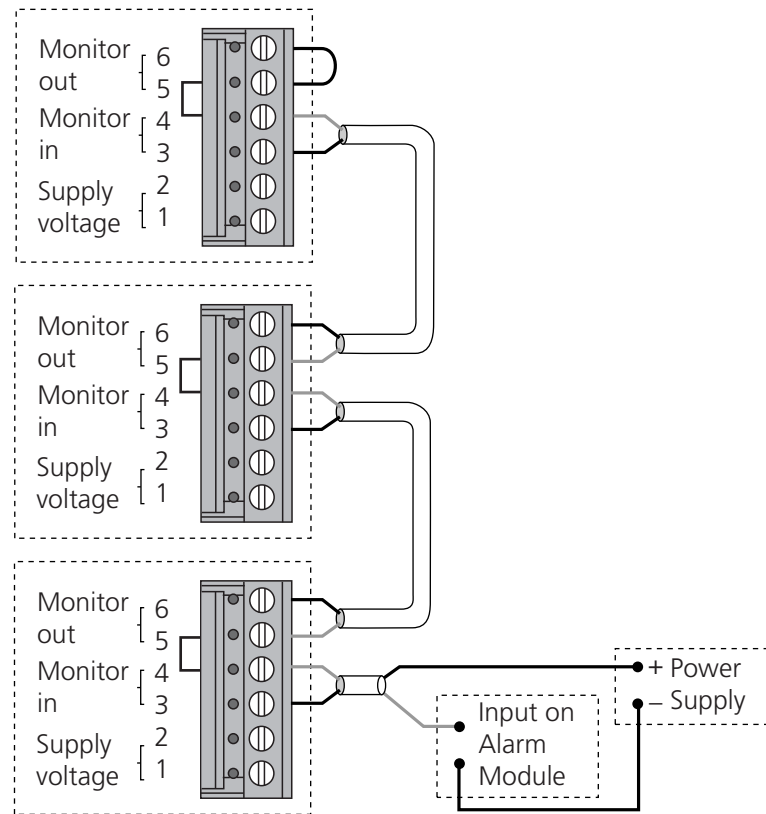 Monitor 6
out 5
Monitor 4
in 3
Supply 2
voltage 1
Monitor 6
out 5
Monitor 4
in 3
Supply 2
voltage 1
Monitor 6
out 5
Monitor 4
in 3
Supply 2
voltage 1
+ Power
– Supply
Input on
Alarm
Module